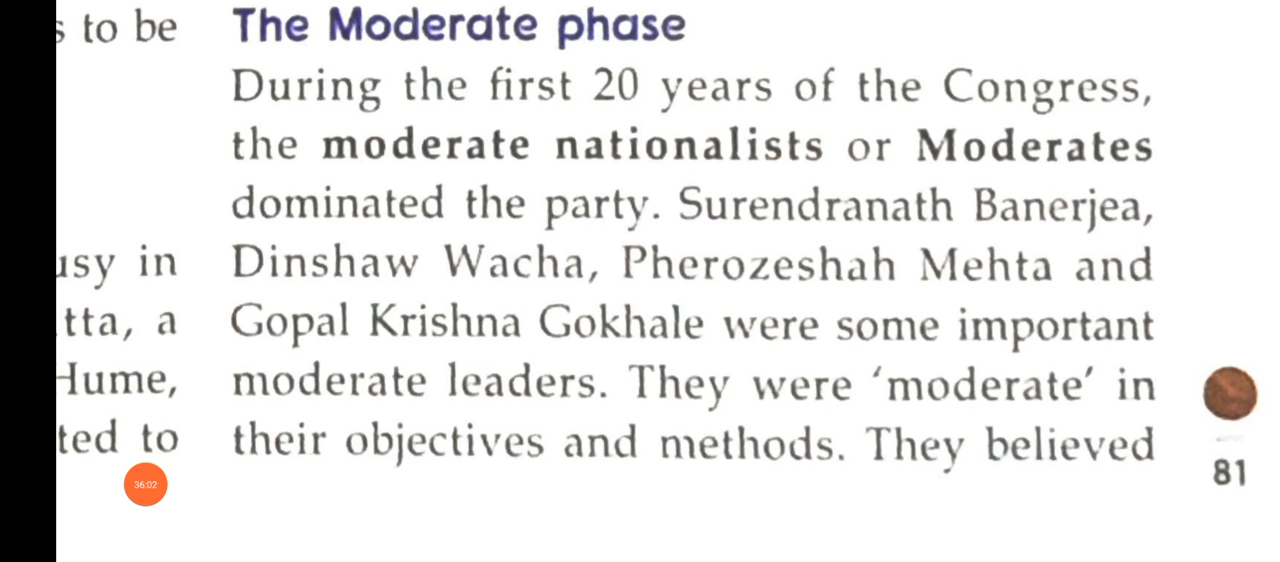 s to be
usy in
tta, a
Hume,
ted to
The Moderate phase
During the first 20 years of the Congress,
the moderate nationalists or Moderates
dominated the party. Surendranath Banerjea,
Dinshaw Wacha, Pherozeshah Mehta and
Gopal Krishna Gokhale were some important
moderate leaders. They were ‘moderate’ in
their objectives and methods. They believed
81
36:02